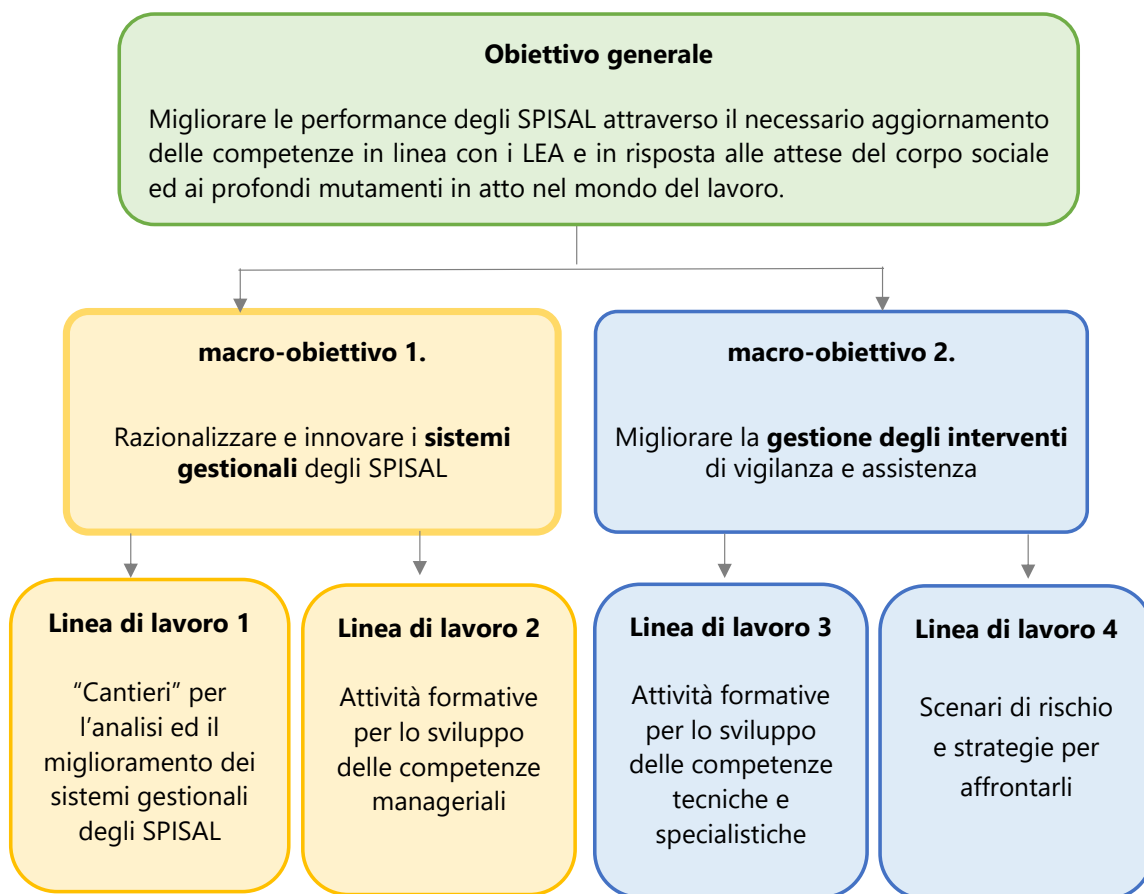 Obiettivo generale
Migliorare le performance degli SPISAL attraverso il necessario aggiornamento
delle competenze in linea con i LEA e in risposta alle attese del corpo sociale
ed ai profondi mutamenti in atto nel mondo del lavoro.
macro-obiettivo 1.
Razionalizzare e innovare i sistemi
gestionali degli SPISAL
macro-obiettivo 2.
Migliorare la gestione degli interventi
di vigilanza e assistenza
Linea di lavoro 1
“Cantieri” per
l’analisi ed il
miglioramento dei
sistemi gestionali
degli SPISAL
Linea di lavoro 2
Attività formative
per lo sviluppo
delle competenze
manageriali
Linea di lavoro 3
Attività formative
per lo sviluppo
delle competenze
tecniche e
specialistiche
Linea di lavoro 4
Scenari di rischio
e strategie per
affrontarli